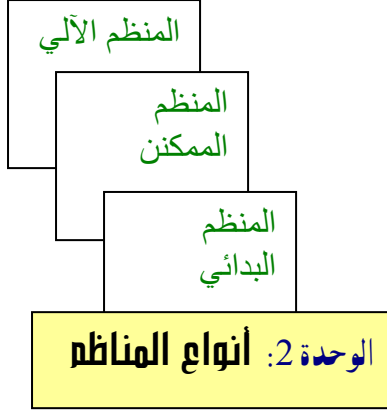 المنظم الآلي
المنظم
الممكنن
المنظم
البدائي
الوحدة 2: أنواع المناظم